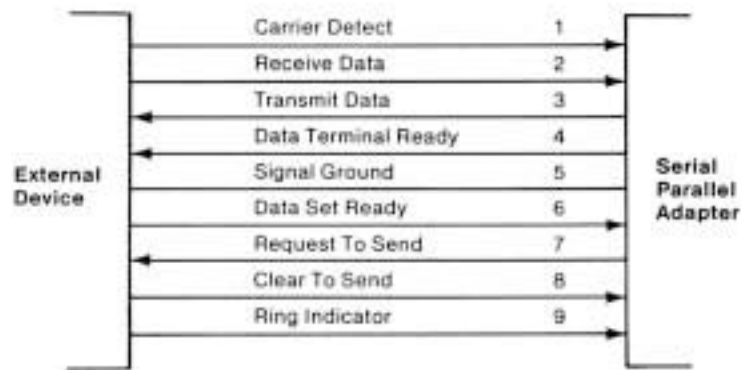 Carrier Detect 1
Receive Data 2
Transmit Data 3
Data Terminal Ready 4
External Device
Signal Ground 5
Serial Parallel Adapter
Data Set Ready 6
Request To Send 7
Clear To Send 8
Ring Indicator 9